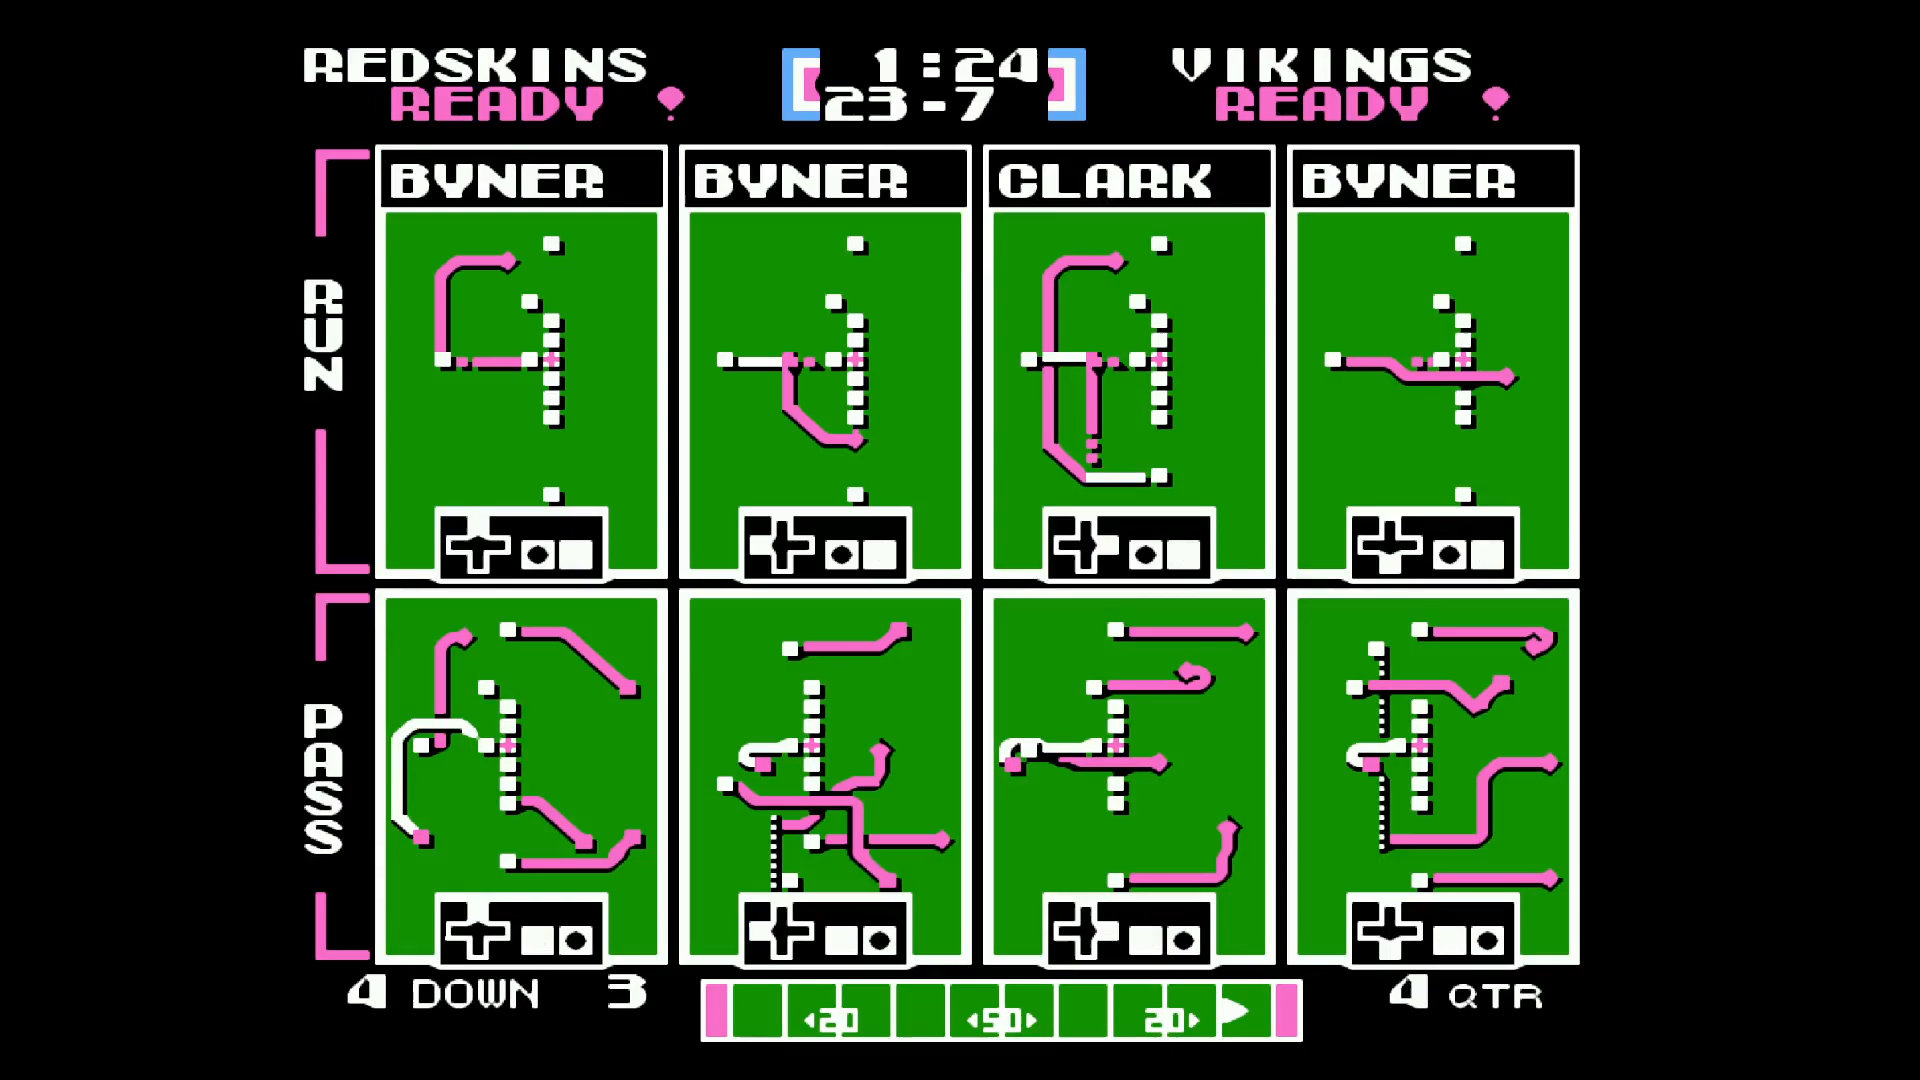 REDSKINS 1:24 VIKINGS
READY 23-7 READY
BYNER BYNER CLARK BYNER
RUN
PASS
4 DOWN 3 4 QTR
20 50 20